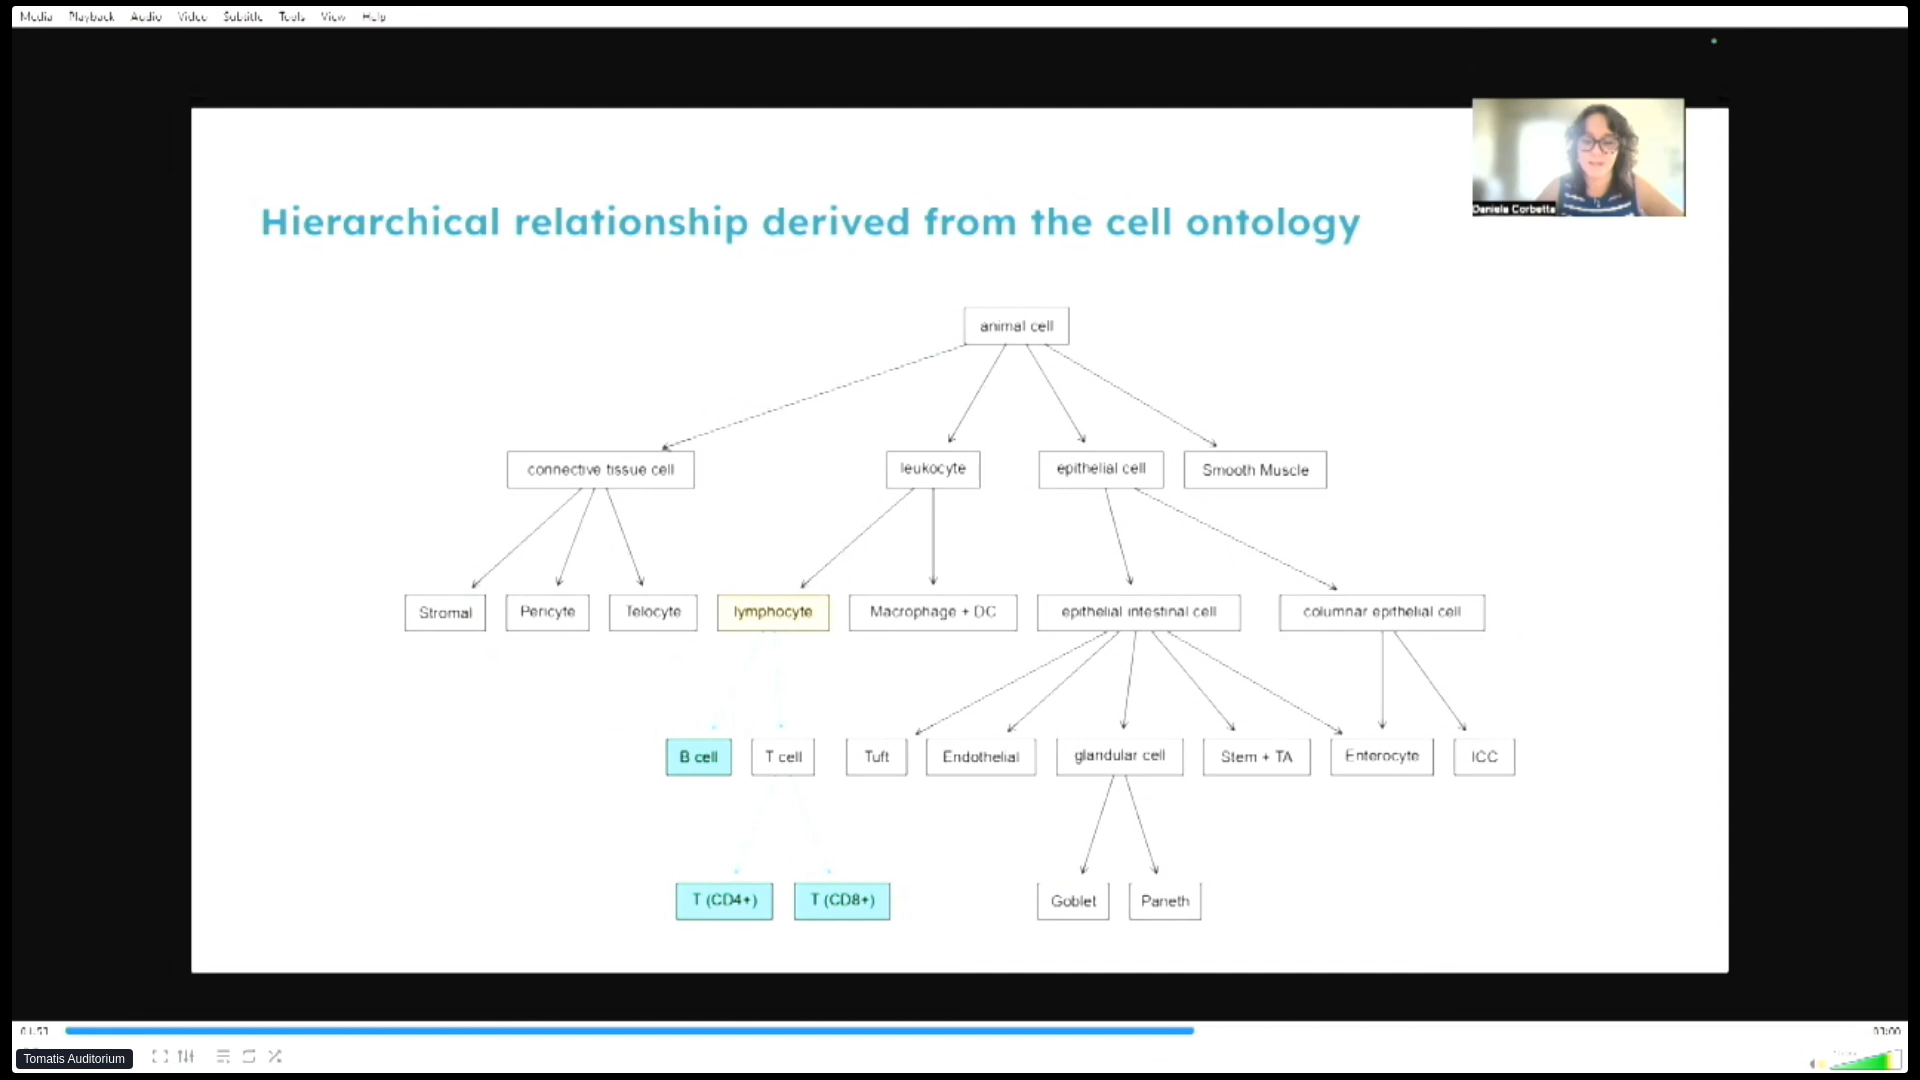 Media Playback Audio Video Subtitle Tools View Help
Daniela Corbetta
Hierarchical relationship derived from the cell ontology
animal cell
connective tissue cell leukocyte epithelial cell Smooth Muscle
Stromal Pericyte Telocyte lymphocyte Macrophage + DC epithelial intestinal cell columnar epithelial cell
B cell T cell Tuft Endothelial glandular cell Stem + TA Enterocyte ICC
T (CD4+) T (CD8+) Goblet Paneth
03:00
Tomatis Auditorium